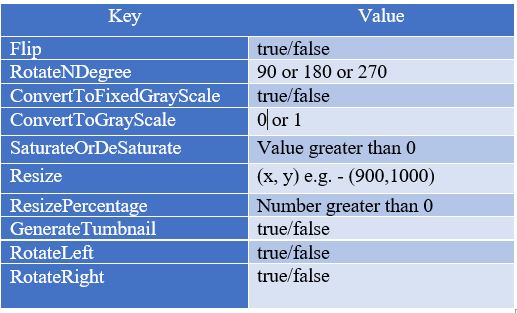 Key Value
Flip true/false
RotateNDegree 90 or 180 or 270
ConvertToFixedGrayScale true/false
ConvertToGrayScale 0 or 1
SaturateOrDeSaturate Value greater than 0
Resize (x, y) e.g. - (900,1000)
ResizePercentage Number greater than 0
GenerateTumbnail true/false
RotateLeft true/false
RotateRight true/false